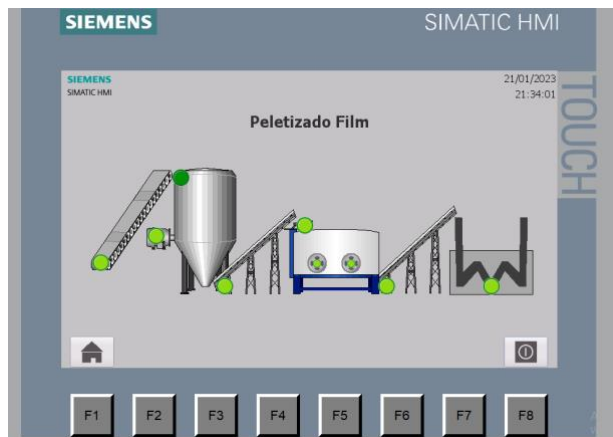 SIEMENS
SIMATIC HMI
SIEMENS
SIMATIC HMI
21/01/2023
21:34:01
TOUCH
Peletizado Film
F1
F2
F3
F4
F5
F6
F7
F8